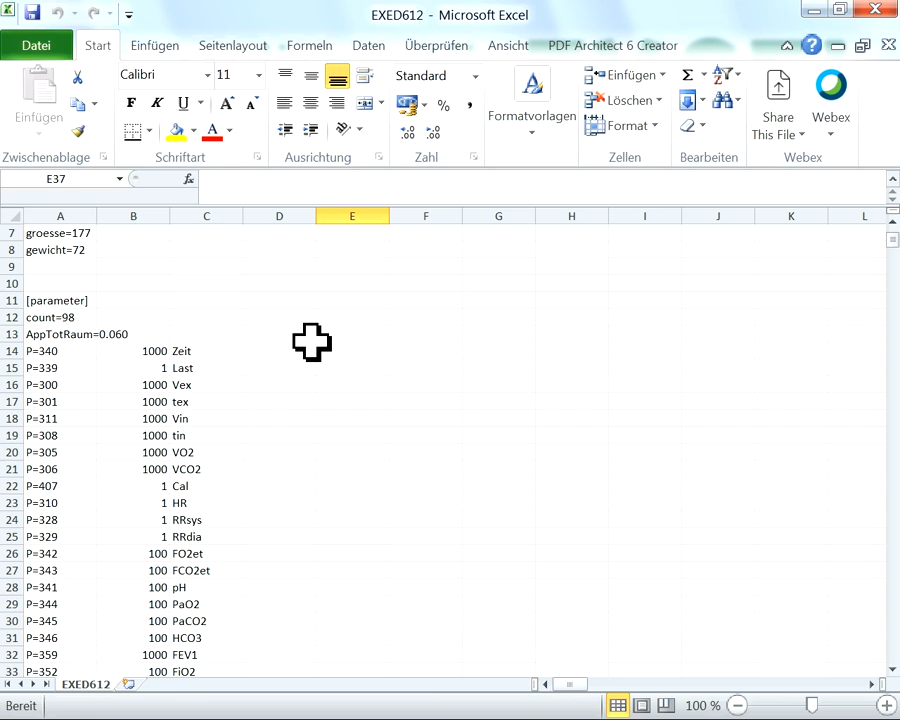 EXED612 - Microsoft Excel
Datei Start Einfügen Seitenlayout Formeln Daten Überprüfen Ansicht PDF Architect 6 Creator
Einfügen
Zwischenablage
Calibri 11
F K U A A
A
Schriftart
Ausrichtung
Standard
% ,
Zahl
Formatvorlagen
Einfügen
Löschen
Format
Zellen
Σ
Bearbeiten
Share This File
Webex
Webex
E37 fx
A B C D E F G H I J K L
7 groesse=177
8 gewicht=72
9
10
11 [parameter]
12 count=98
13 AppTotRaum=0.060
14 P=340 1000 Zeit
15 P=339 1 Last
16 P=300 1000 Vex
17 P=301 1000 tex
18 P=311 1000 Vin
19 P=308 1000 tin
20 P=305 1000 VO2
21 P=306 1000 VCO2
22 P=407 1 Cal
23 P=310 1 HR
24 P=328 1 RRsys
25 P=329 1 RRdia
26 P=342 100 FO2et
27 P=343 100 FCO2et
28 P=341 100 pH
29 P=344 100 PaO2
30 P=345 100 PaCO2
31 P=346 100 HCO3
32 P=359 1000 FEV1
33 P=352 100 FiO2
EXED612
Bereit 100 %